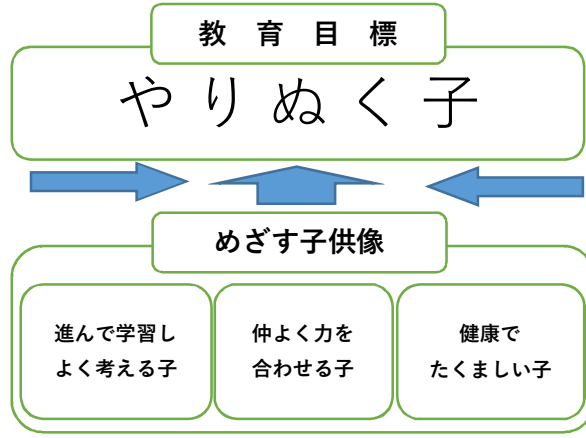 教育目標
やりぬく子
めざす子供像
進んで学習し
よく考える子
仲よく力を
合わせる子
健康で
たくましい子